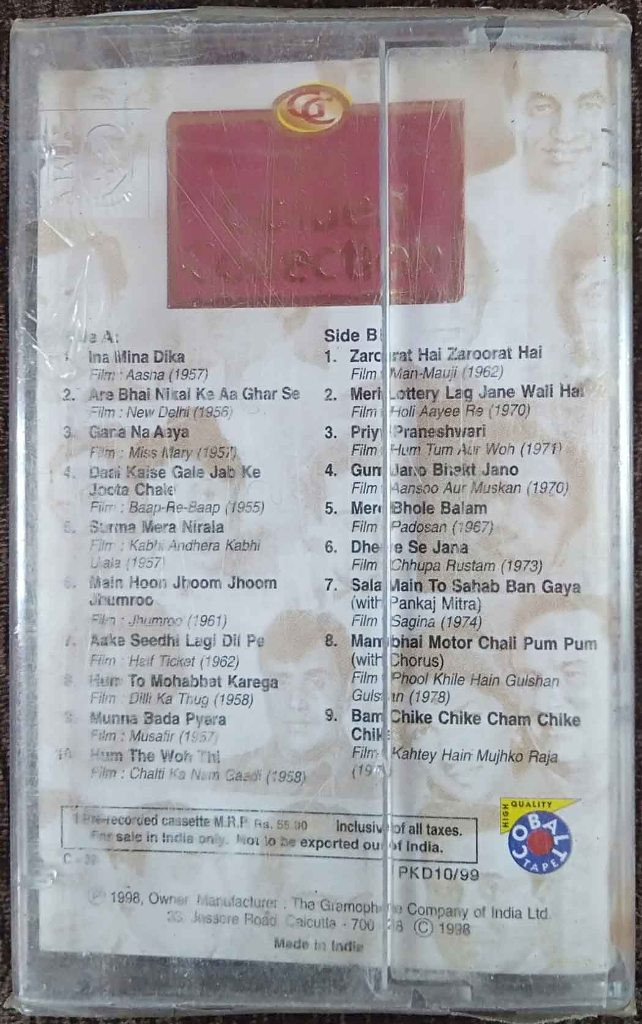 GC
Golden
Collection
Side A:
1. Ina Mina Dika
Film : Aasha (1957)
2. Are Bhai Nikal Ke Aa Ghar Se
Film : New Delhi (1956)
3. Gana Na Aaya
Film : Miss Mary (1957)
4. Dani Kaise Gale Jab Ke
Joota Chale
Film : Baap-Re-Baap (1955)
5. Surma Mera Nirala
Film : Kabhi Andhera Kabhi
Ujala (1957)
6. Main Hoon Jhoom Jhoom
Jhumroo
Film : Jhumroo (1961)
7. Aake Seedhi Lagi Dil Pe
Film : Half Ticket (1962)
8. Hum To Mohabbat Karega
Film : Dilli Ka Thug (1958)
9. Munna Bada Pyara
Film : Musafir (1957)
10. Hum The Woh Thi
Film : Chalti Ka Nam Gaadi (1958)
Side B:
1. Zaroorat Hai Zaroorat Hai
Film : Man-Mauji (1962)
2. Meri Lottery Lag Jane Wali Hai
Film : Holi Aayee Re (1970)
3. Priya Praneshwari
Film : Hum Tum Aur Woh (1971)
4. Guni Jano Bhakt Jano
Film : Aansoo Aur Muskan (1970)
5. Mere Bhole Balam
Film : Padosan (1967)
6. Dheere Se Jana
Film : Chhupa Rustam (1973)
7. Sala Main To Sahab Ban Gaya
(with Pankaj Mitra)
Film : Sagina (1974)
8. Mambhai Motor Chali Pum Pum
(with Chorus)
Film : Phool Khile Hain Gulshan
Gulshan (1978)
9. Bam Chike Chike Cham Chike
Chike
Film : Kahtey Hain Mujhko Raja
1 Pre-recorded cassette M.R.P. Rs. 55.00 Inclusive of all taxes.
For sale in India only. Not to be exported out of India.
HIGH QUALITY
COBALT
TAPE
PKD10/99
℗ 1998, Owner Manufacturer : The Gramophone Company of India Ltd.
33, Jessore Road, Calcutta - 700 028 © 1998
Made in India